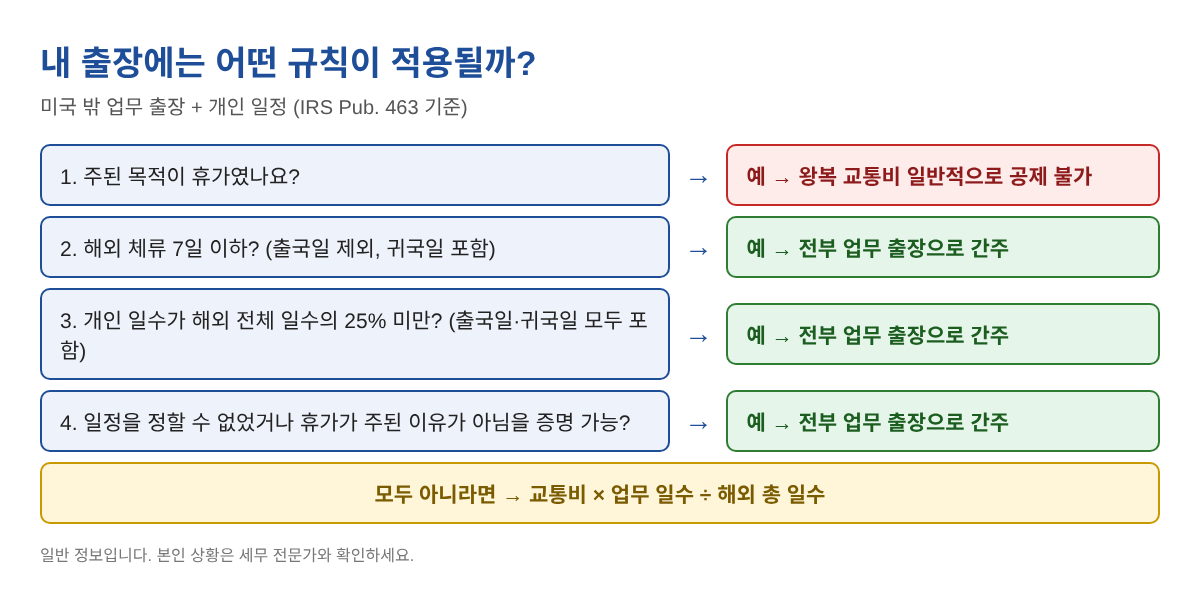 내 출장에는 어떤 규칙이 적용될까?
미국 밖 업무 출장 + 개인 일정 (IRS Pub. 463 기준)
1. 주된 목적이 휴가였나요?
→
예 → 왕복 교통비 일반적으로 공제 불가
2. 해외 체류 7일 이하? (출국일 제외, 귀국일 포함)
→
예 → 전부 업무 출장으로 간주
3. 개인 일수가 해외 전체 일수의 25% 미만? (출국일·귀국일 모두 포
함)
→
예 → 전부 업무 출장으로 간주
4. 일정을 정할 수 없었거나 휴가가 주된 이유가 아님을 증명 가능?
→
예 → 전부 업무 출장으로 간주
모두 아니라면 → 교통비 × 업무 일수 ÷ 해외 총 일수
일반 정보입니다. 본인 상황은 세무 전문가와 확인하세요.